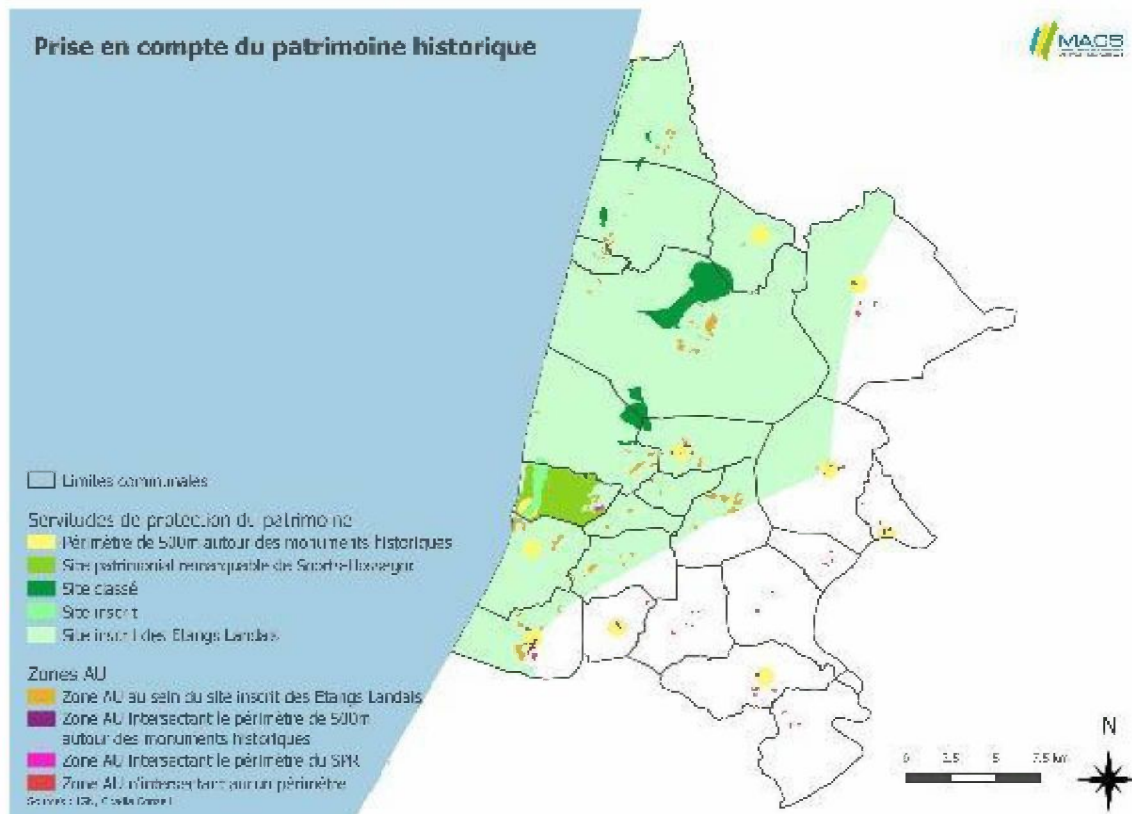 Prise en compte du patrimoine historique
MACS
Limites communales
Servitudes de protection du patrimoine
Périmètre de 500m autour des monuments historiques
Site patrimonial remarquable de Soorts-Hossegor
Site classé
Site inscrit
Site inscrit des Etangs Landais
Zones AU
Zone AU au sein du site inscrit des Etangs Landais
Zone AU intersectant le périmètre de 500m
autour des monuments historiques
Zone AU intersectant le périmètre du SPR
Zone AU n'intersectant aucun périmètre
Sources : IGN,
N
0 2.5 5 7.5 km